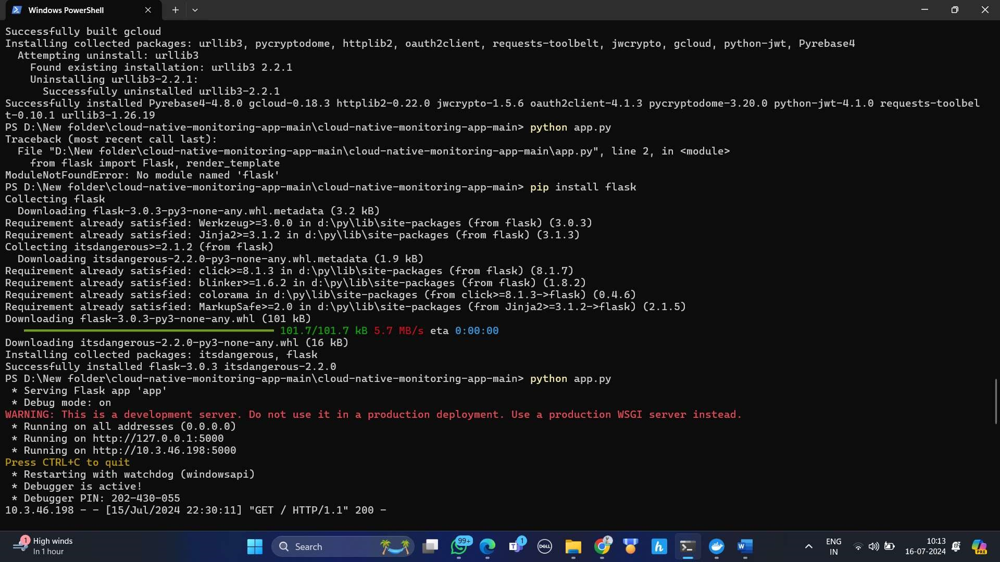 Windows PowerShell
Successfully built gcloud
Installing collected packages: urllib3, pycryptodome, httplib2, oauth2client, requests-toolbelt, jwcrypto, gcloud, python-jwt, Pyrebase4
  Attempting uninstall: urllib3
    Found existing installation: urllib3 2.2.1
    Uninstalling urllib3-2.2.1:
      Successfully uninstalled urllib3-2.2.1
Successfully installed Pyrebase4-4.8.0 gcloud-0.18.3 httplib2-0.22.0 jwcrypto-1.5.6 oauth2client-4.1.3 pycryptodome-3.20.0 python-jwt-4.1.0 requests-toolbel
t-0.10.1 urllib3-1.26.19
PS D:\New folder\cloud-native-monitoring-app-main\cloud-native-monitoring-app-main> python app.py
Traceback (most recent call last):
  File "D:\New folder\cloud-native-monitoring-app-main\cloud-native-monitoring-app-main\app.py", line 2, in <module>
    from flask import Flask, render_template
ModuleNotFoundError: No module named 'flask'
PS D:\New folder\cloud-native-monitoring-app-main\cloud-native-monitoring-app-main> pip install flask
Collecting flask
  Downloading flask-3.0.3-py3-none-any.whl.metadata (3.2 kB)
Requirement already satisfied: Werkzeug>=3.0.0 in d:\py\lib\site-packages (from flask) (3.0.3)
Requirement already satisfied: Jinja2>=3.1.2 in d:\py\lib\site-packages (from flask) (3.1.3)
Collecting itsdangerous>=2.1.2 (from flask)
  Downloading itsdangerous-2.2.0-py3-none-any.whl.metadata (1.9 kB)
Requirement already satisfied: click>=8.1.3 in d:\py\lib\site-packages (from flask) (8.1.7)
Requirement already satisfied: blinker>=1.6.2 in d:\py\lib\site-packages (from flask) (1.8.2)
Requirement already satisfied: colorama in d:\py\lib\site-packages (from click>=8.1.3->flask) (0.4.6)
Requirement already satisfied: MarkupSafe>=2.0 in d:\py\lib\site-packages (from Jinja2>=3.1.2->flask) (2.1.5)
Downloading flask-3.0.3-py3-none-any.whl (101 kB)
101.7/101.7 kB 5.7 MB/s eta 0:00:00
Downloading itsdangerous-2.2.0-py3-none-any.whl (16 kB)
Installing collected packages: itsdangerous, flask
Successfully installed flask-3.0.3 itsdangerous-2.2.0
PS D:\New folder\cloud-native-monitoring-app-main\cloud-native-monitoring-app-main> python app.py
 * Serving Flask app 'app'
 * Debug mode: on
WARNING: This is a development server. Do not use it in a production deployment. Use a production WSGI server instead.
 * Running on all addresses (0.0.0.0)
 * Running on http://127.0.0.1:5000
 * Running on http://10.3.46.198:5000
Press CTRL+C to quit
 * Restarting with watchdog (windowsapi)
 * Debugger is active!
 * Debugger PIN: 202-430-055
10.3.46.198 - - [15/Jul/2024 22:30:11] "GET / HTTP/1.1" 200 -
1
High winds
In 1 hour
Search
99+
T
1
DELL
h
W
ENG
IN
10:13
16-07-2024
PRE